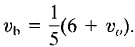 v_b = \frac{1}{5}(6 + v_o).